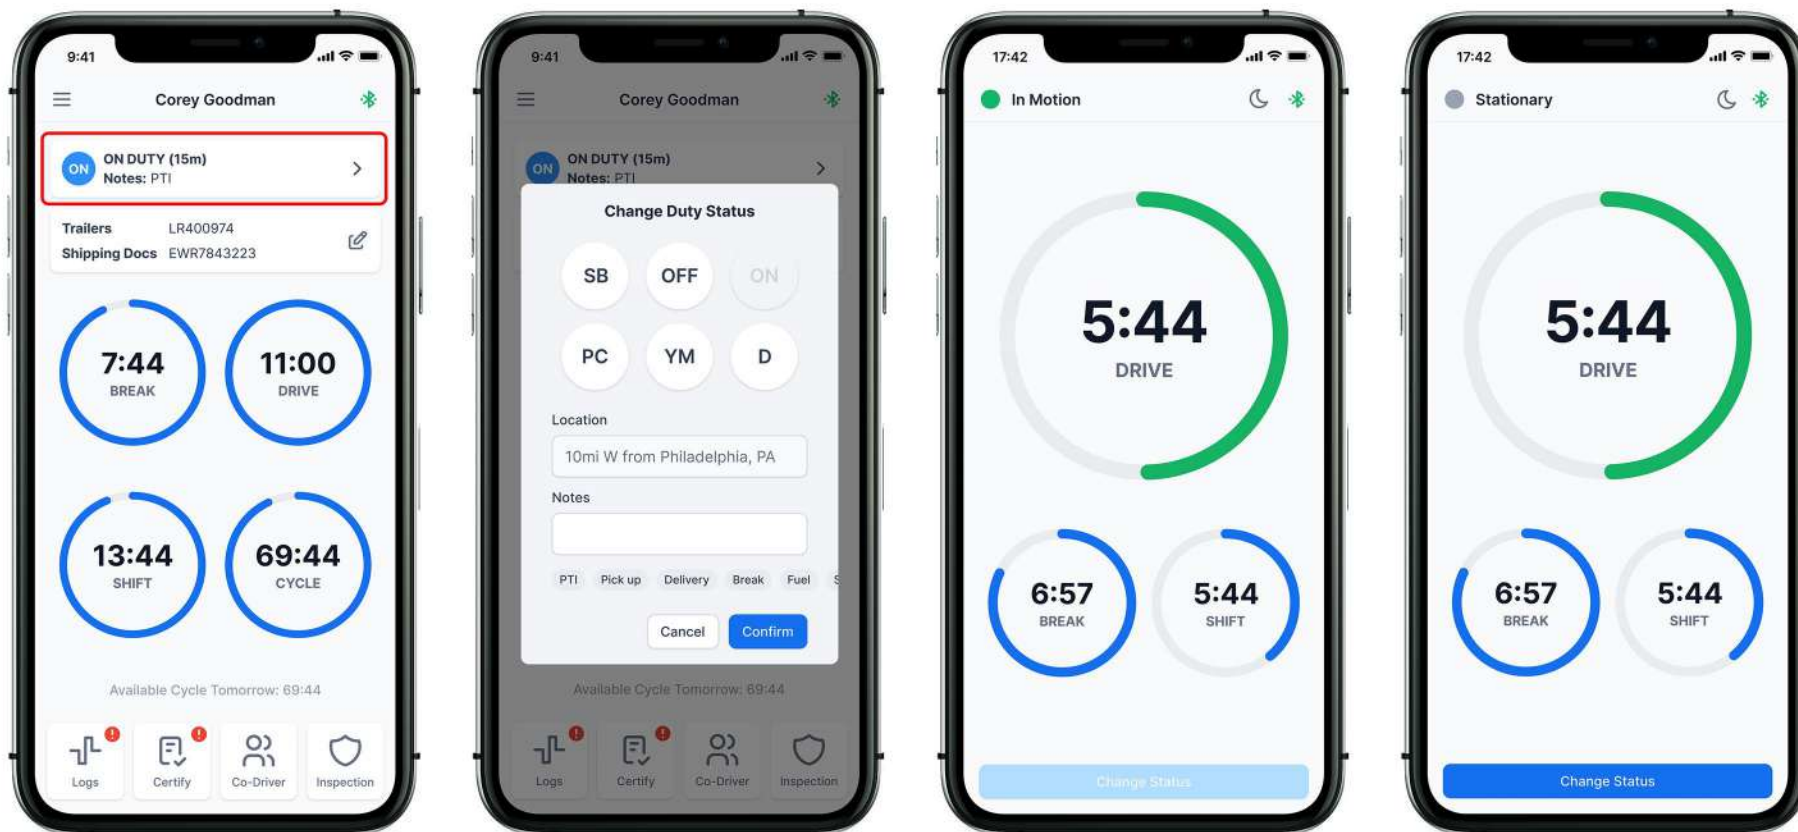 9:41
Corey Goodman
ON
ON DUTY (15m)
Notes: PTI
Trailers LR400974
Shipping Docs EWR7843223
7:44
BREAK
11:00
DRIVE
13:44
SHIFT
69:44
CYCLE
Available Cycle Tomorrow: 69:44
Logs
Certify
Co-Driver
Inspection
9:41
Corey Goodman
ON
ON DUTY (15m)
Notes: PTI
Change Duty Status
SB OFF ON
PC YM D
Location
10mi W from Philadelphia, PA
Notes
PTI Pick up Delivery Break Fuel S
Cancel Confirm
Available Cycle Tomorrow: 69:44
Logs
Certify
Co-Driver
Inspection
17:42
In Motion
5:44
DRIVE
6:57
BREAK
5:44
SHIFT
Change Status
17:42
Stationary
5:44
DRIVE
6:57
BREAK
5:44
SHIFT
Change Status